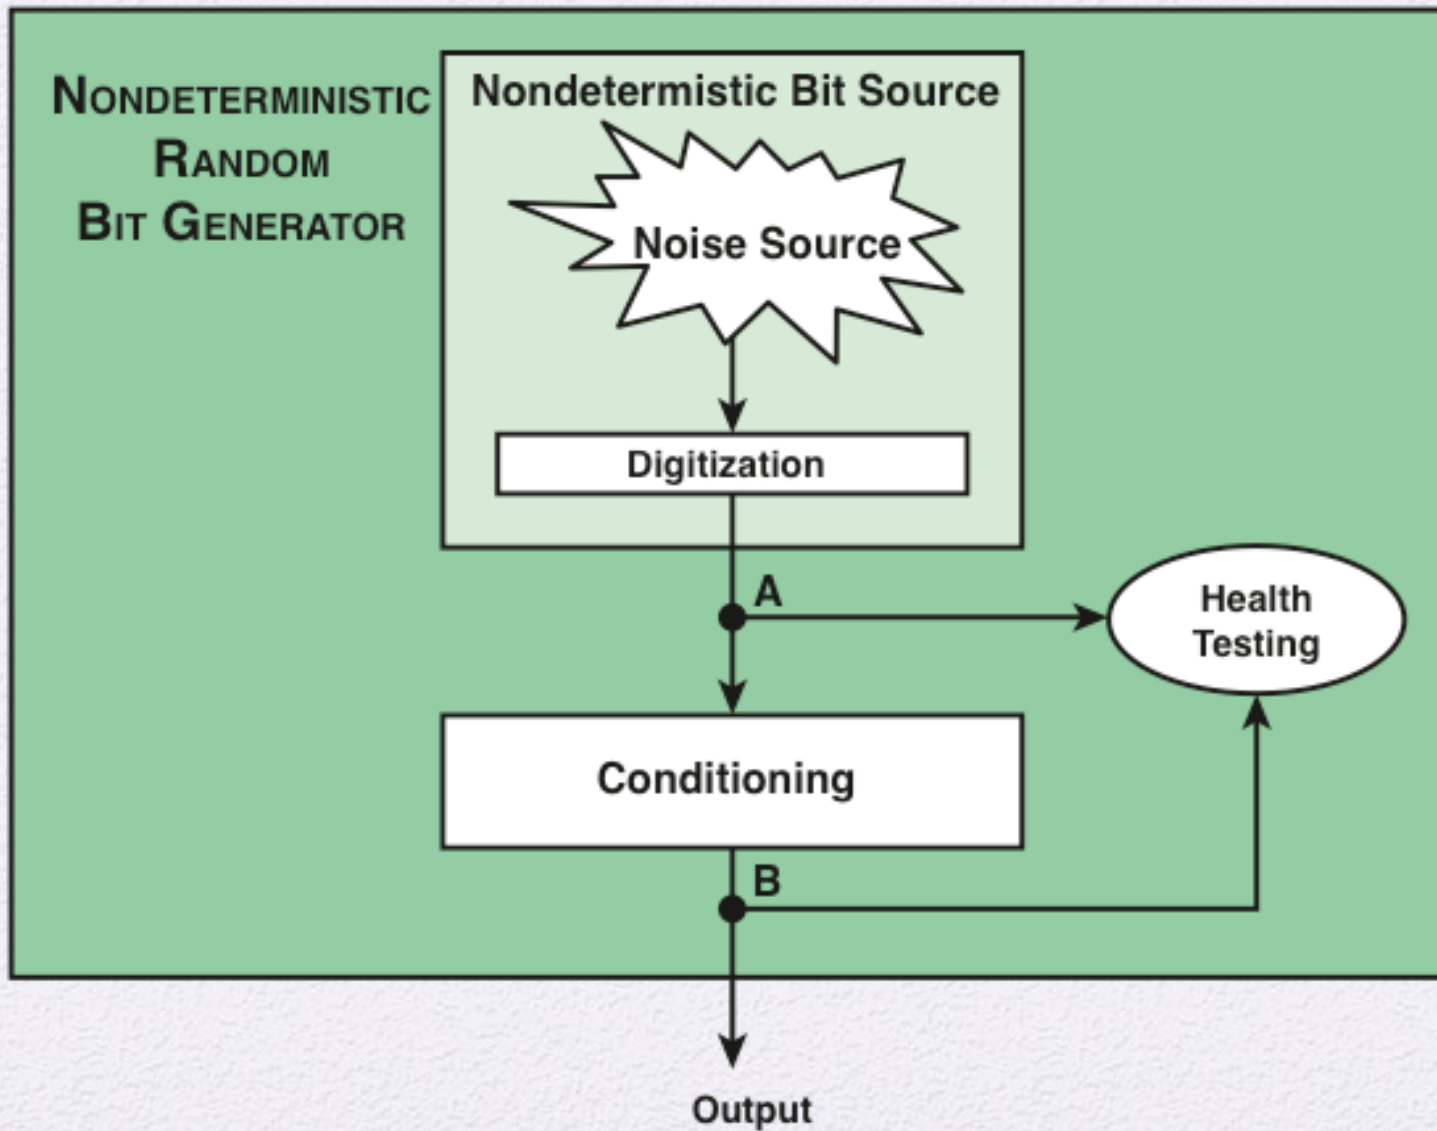 NONDETERMINISTIC
RANDOM
BIT GENERATOR
Nondetermistic Bit Source
Noise Source
Digitization
A
Health
Testing
Conditioning
B
Output